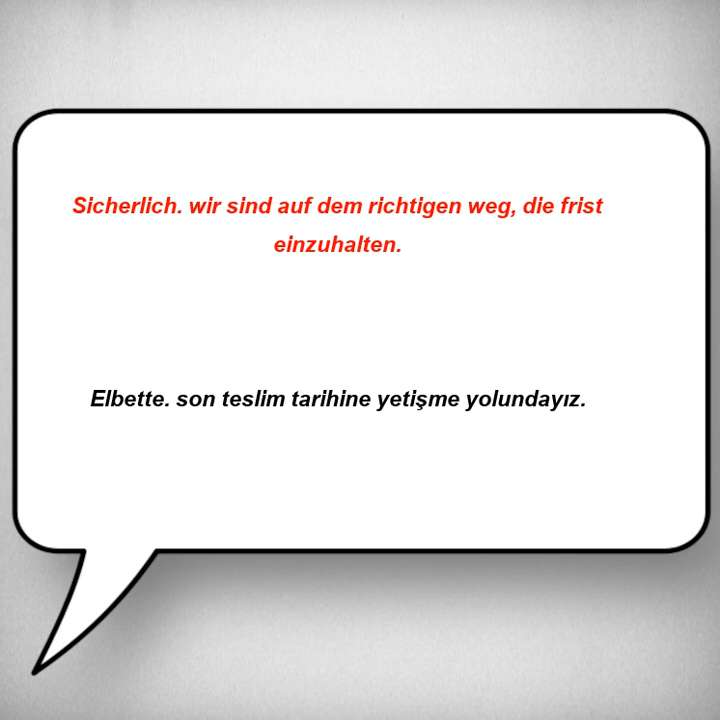 Sicherlich. wir sind auf dem richtigen weg, die frist
einzuhalten.
Elbette. son teslim tarihine yetişme yolundayız.